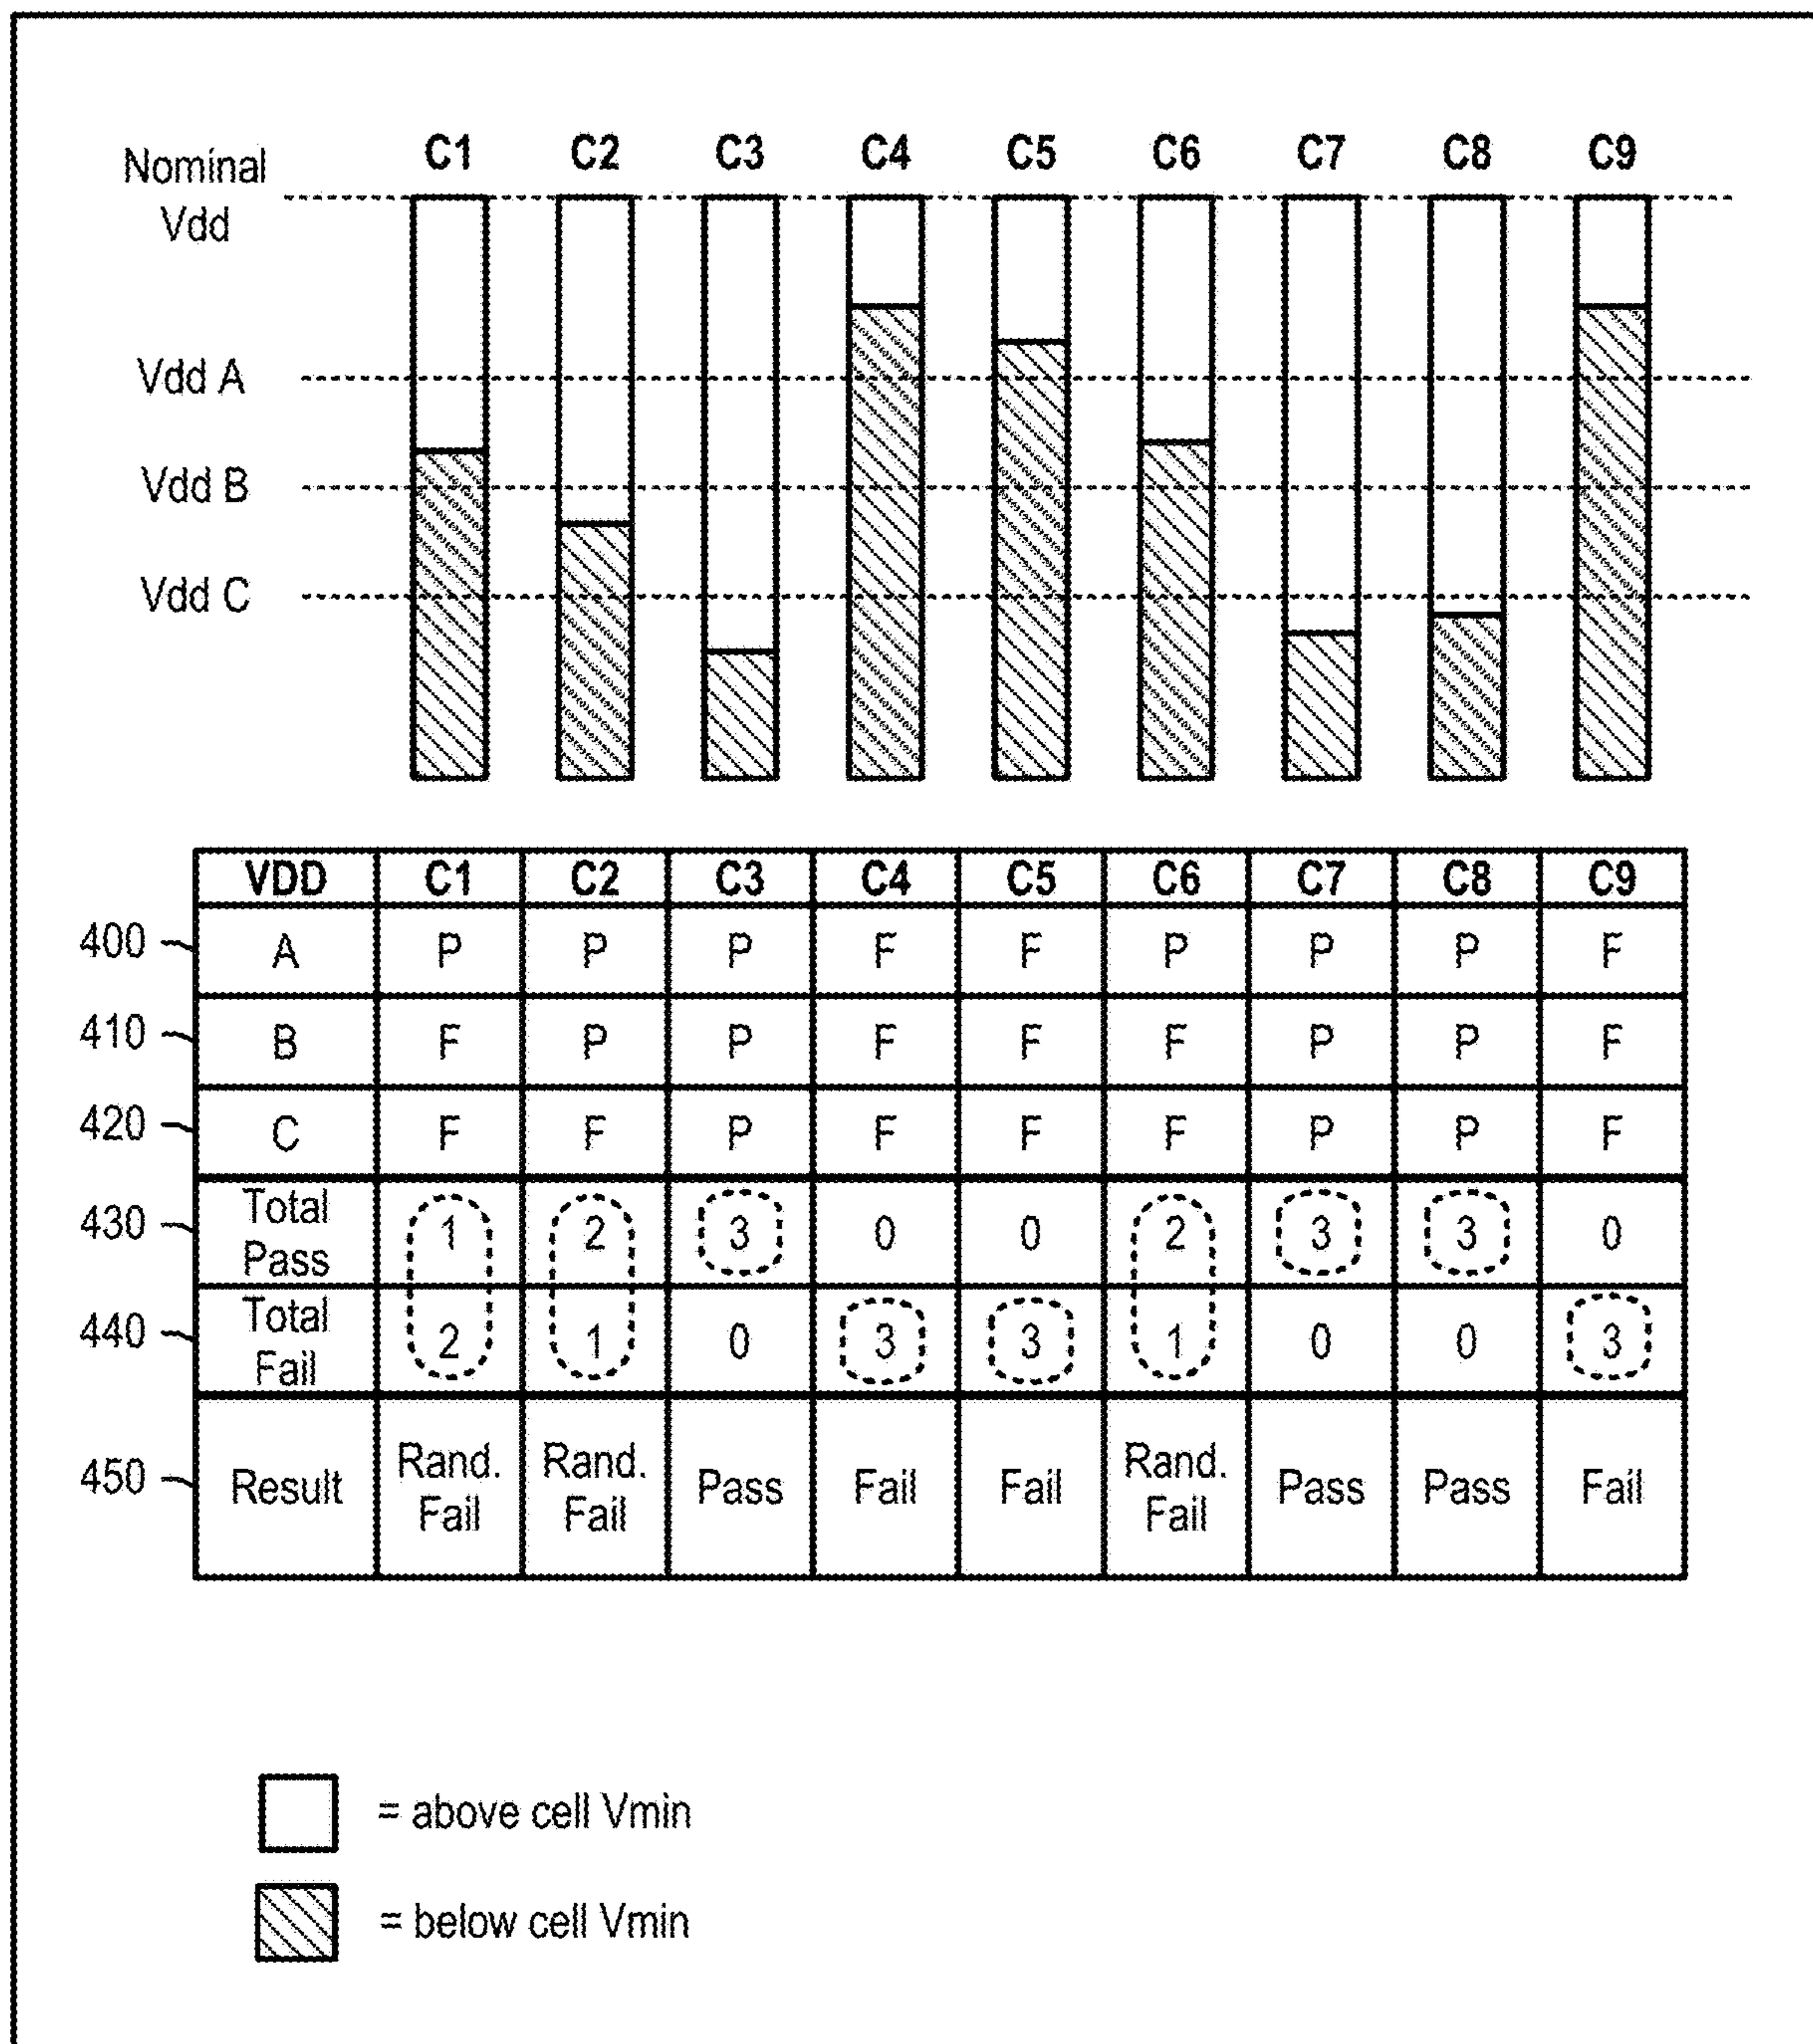 C1 C2 C3 C4 C5 C6 C7 C8 C9
Nominal
Vdd
Vdd A
Vdd B
Vdd C
VDD C1 C2 C3 C4 C5 C6 C7 C8 C9
400 A P P P F F P P P F
410 B F P P F F F P P F
420 C F F P F F F P P F
430 Total Pass 1 2 3 0 0 2 3 3 0
440 Total Fail 2 1 0 3 3 1 0 0 3
450 Result Rand. Fail Rand. Fail Pass Fail Fail Rand. Fail Pass Pass Fail
= above cell Vmin
= below cell Vmin